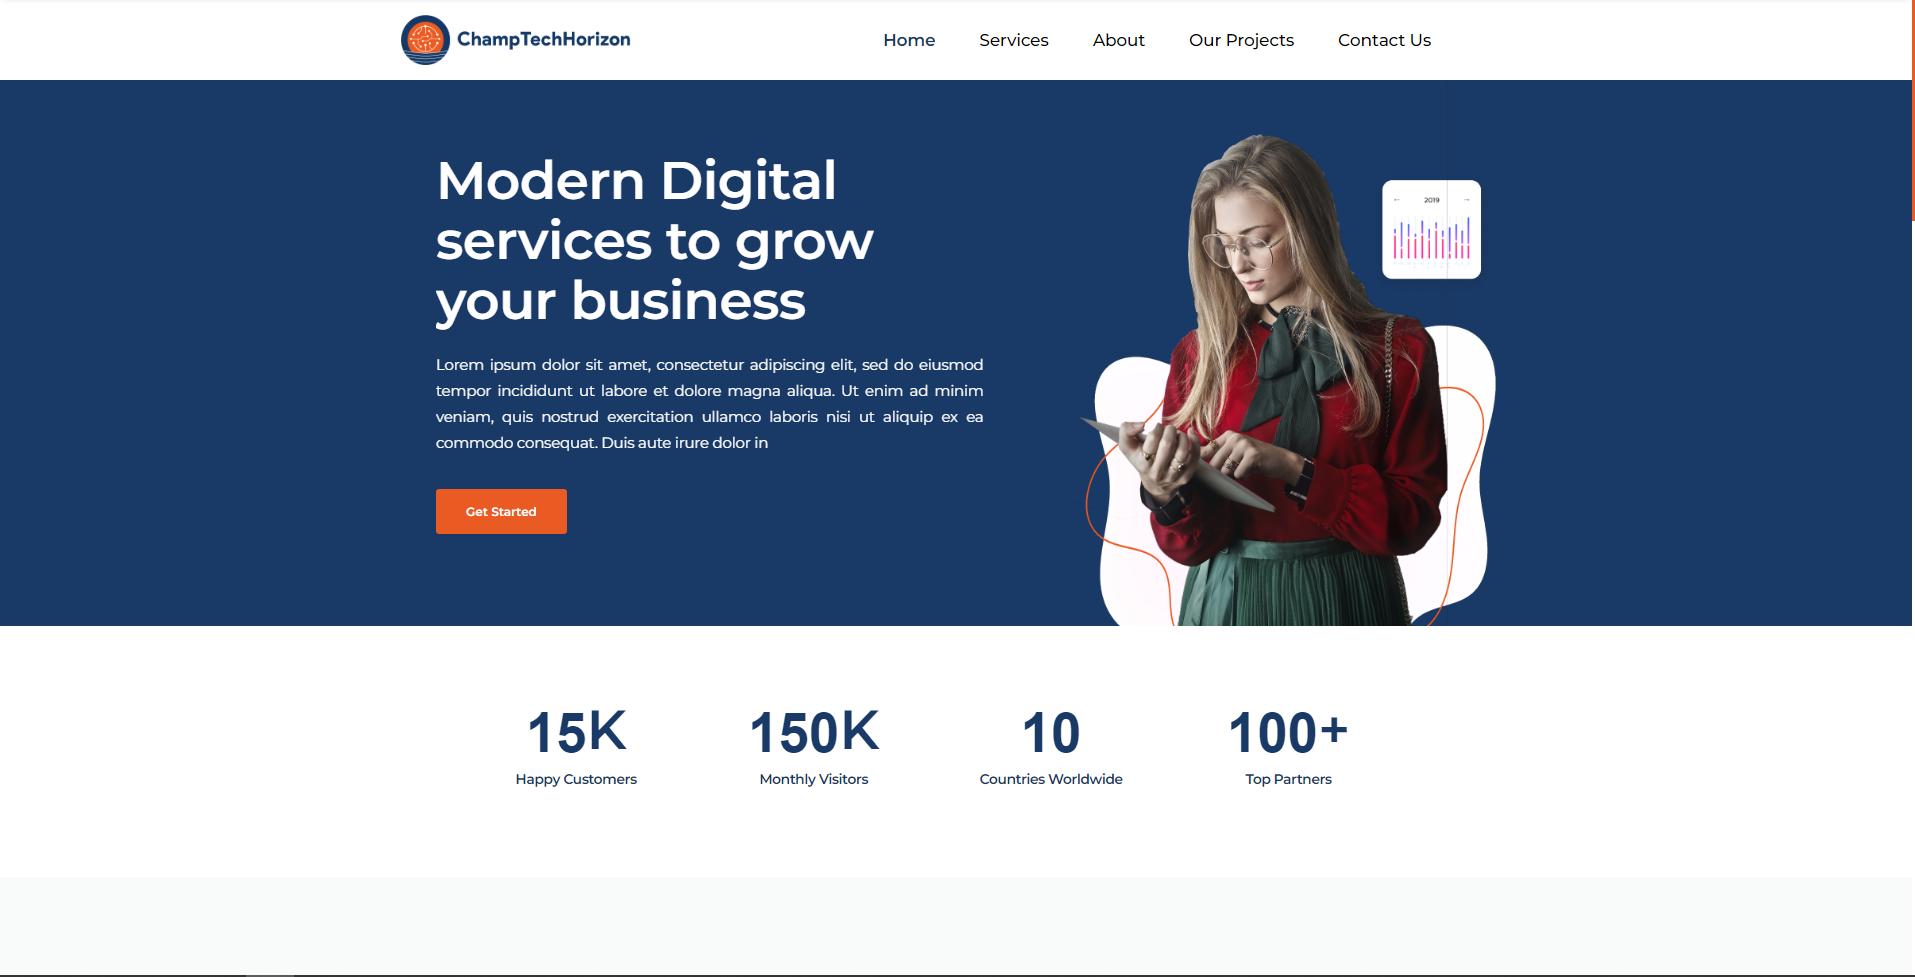 ChampTechHorizon
Home Services About Our Projects Contact Us
Modern Digital
services to grow
your business
← 2019 →
Lorem ipsum dolor sit amet, consectetur adipiscing elit, sed do eiusmod
tempor incididunt ut labore et dolore magna aliqua. Ut enim ad minim
veniam, quis nostrud exercitation ullamco laboris nisi ut aliquip ex ea
commodo consequat. Duis aute irure dolor in
Get Started
15K 150K 10 100+
Happy Customers Monthly Visitors Countries Worldwide Top Partners